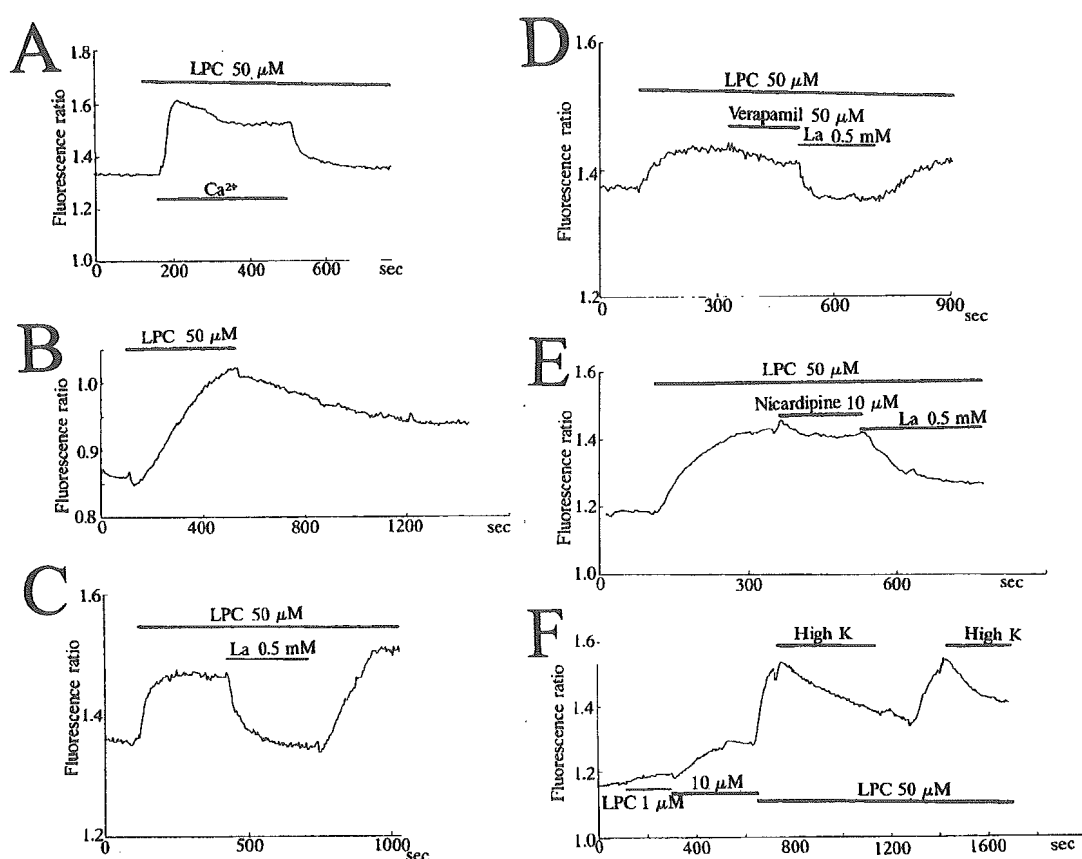 A
1.8
LPC 50 μM
1.6
1.4
1.2
1.0
Fluorescence ratio
Ca²⁺
0 200 400 600 sec
B
LPC 50 μM
1.0
0.9
0.8
Fluorescence ratio
0 400 800 1200 sec
C
1.6
LPC 50 μM
La 0.5 mM
1.4
1.2
Fluorescence ratio
0 200 400 600 800 1000 sec
D
1.6
LPC 50 μM
Verapamil 50 μM
La 0.5 mM
1.4
1.2
Fluorescence ratio
0 300 600 900 sec
E
1.6
LPC 50 μM
Nicardipine 10 μM
La 0.5 mM
1.4
1.2
1.0
Fluorescence ratio
0 300 600 sec
F
1.6
High K High K
1.4
1.2
1.0
Fluorescence ratio
LPC 1 μM 10 μM LPC 50 μM
0 400 800 1200 1600 sec